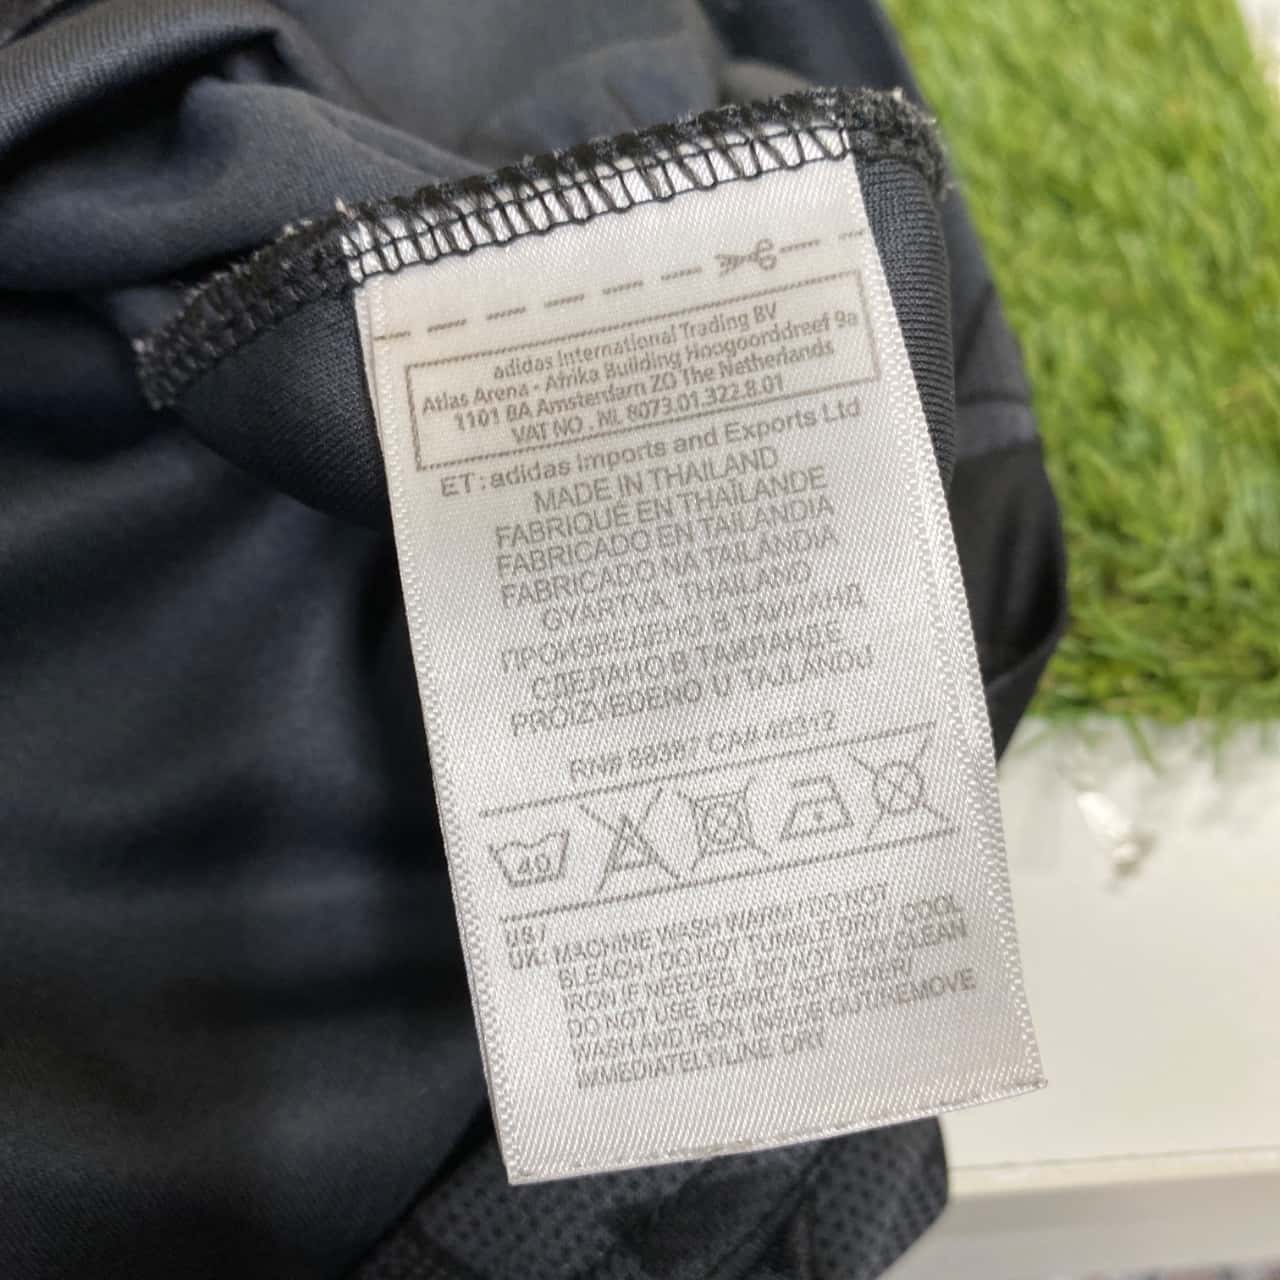 adidas International Trading BV
Atlas Arena - Afrika Building Hoogoorddreef 9a
1101 BA Amsterdam ZO The Netherlands
VAT NO . NL 8073.01.322.8.01
ET: adidas Imports and Exports Ltd
MADE IN THAILAND
FABRIQUÉ EN THAÏLANDE
FABRICADO EN TAILANDIA
FABRICADO NA TAILÂNDIA
GYÁRTVA: THAILAND
ПРОИЗВЕДЕНО В ТАИЛАНД
СДЕЛАНО В ТАИЛАНДЕ
PROIZVEDENO U TAJLANDU
RN# 88387 CA# 40312
40
US /
UK: MACHINE WASH WARM / DO NOT
BLEACH / DO NOT TUMBLE DRY / COOL
IRON IF NEEDED / DO NOT DRY CLEAN
DO NOT USE FABRIC SOFTENER/
WASH AND IRON INSIDE OUT/REMOVE
IMMEDIATELY/LINE DRY